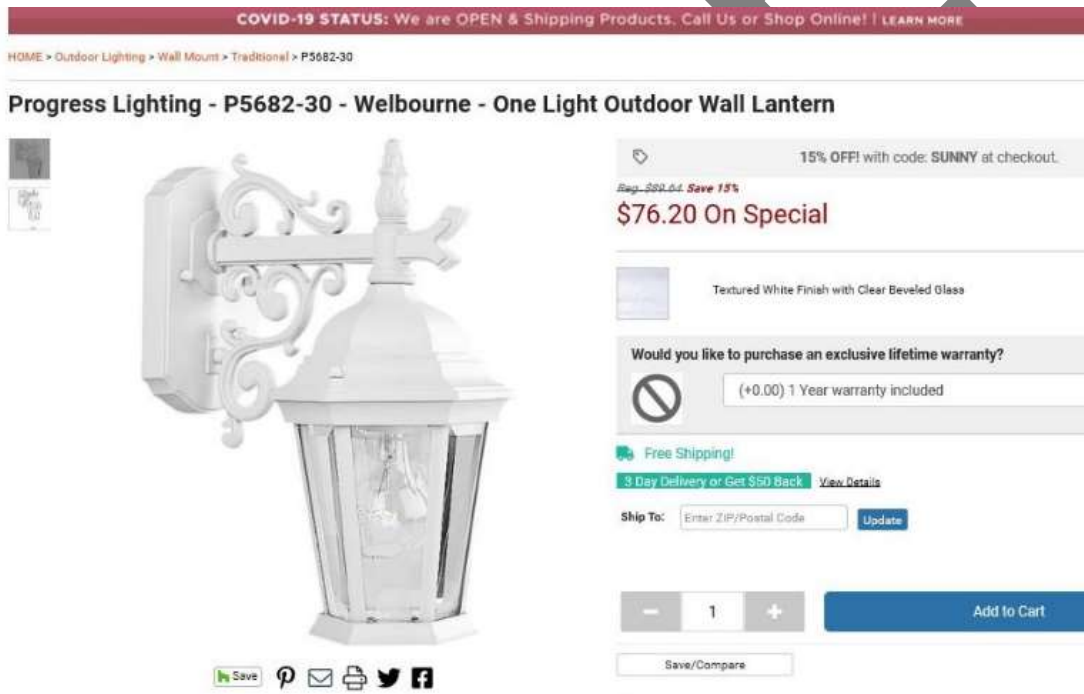 COVID-19 STATUS: We are OPEN & Shipping Products. Call Us or Shop Online! | LEARN MORE
HOME > Outdoor Lighting > Wall Mount > Traditional > P5682-30
Progress Lighting - P5682-30 - Welbourne - One Light Outdoor Wall Lantern
15% OFF! with code: SUNNY at checkout.
Reg. $89.64 Save 15%
$76.20 On Special
Textured White Finish with Clear Beveled Glass
Would you like to purchase an exclusive lifetime warranty?
(+0.00) 1 Year warranty included
Free Shipping!
3 Day Delivery or Get $50 Back View Details
Ship To: Enter ZIP/Postal Code Update
1 Add to Cart
Save/Compare
Save